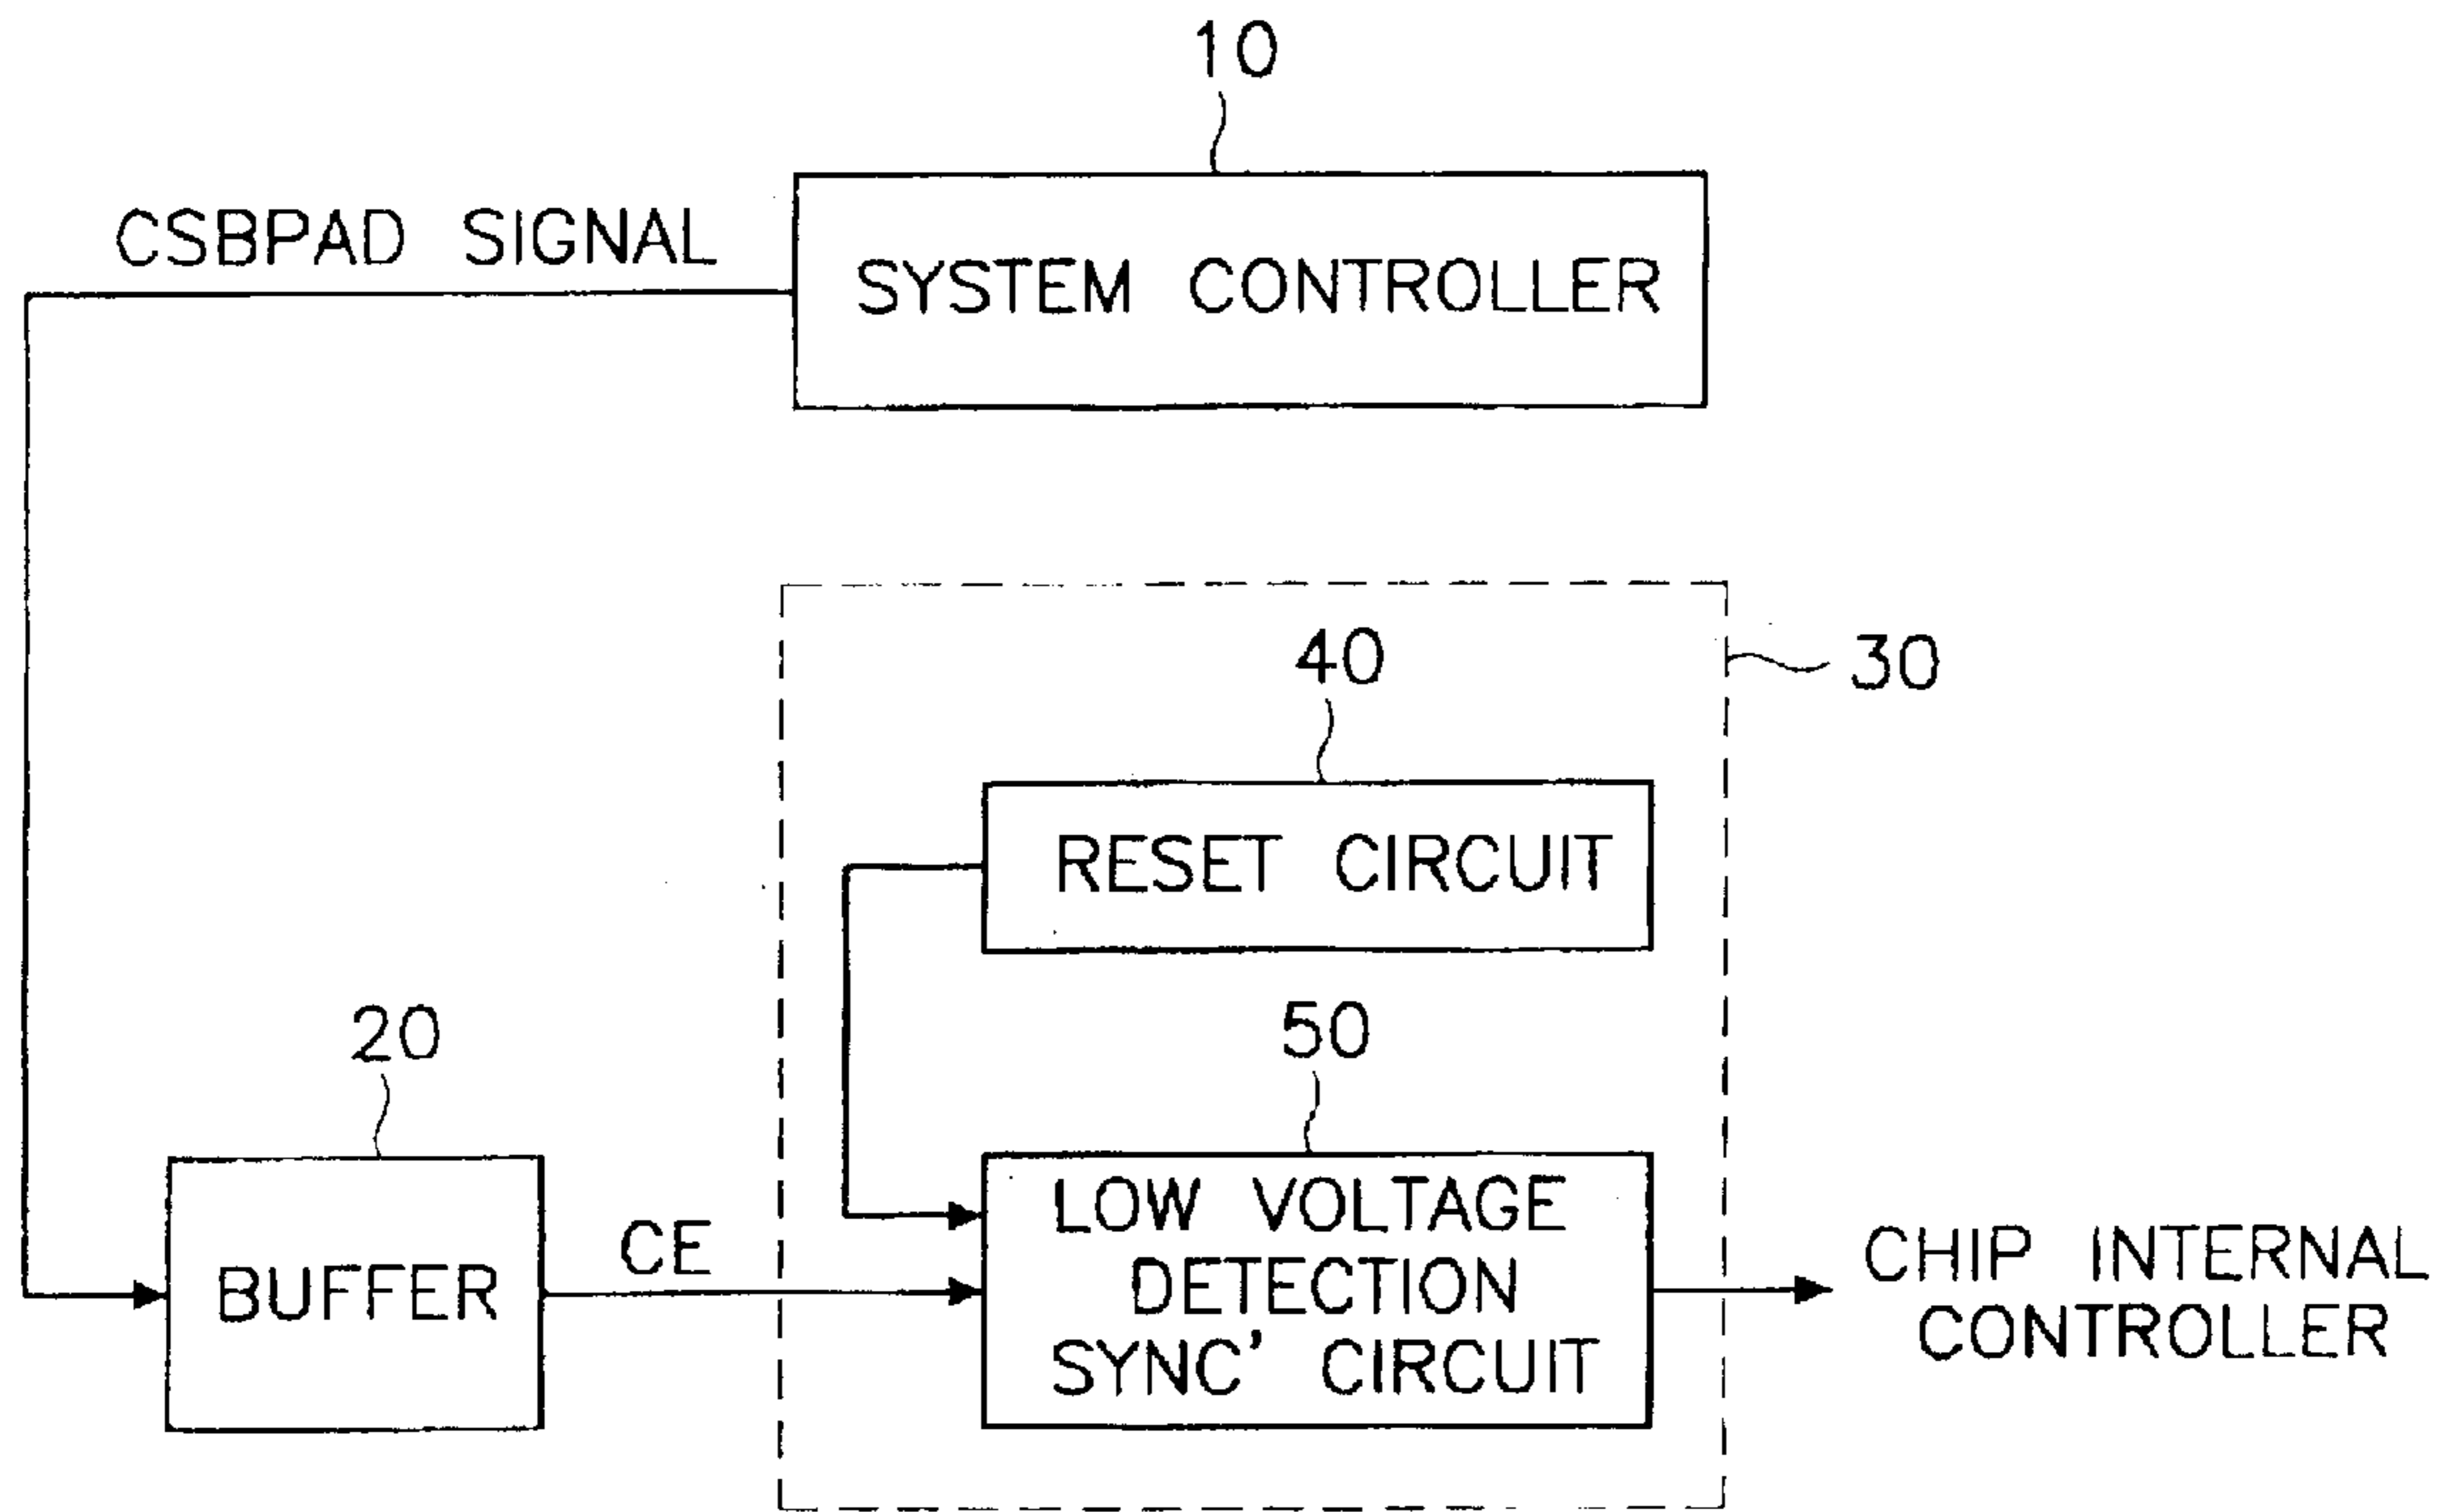 10
CSBPAD SIGNAL
SYSTEM CONTROLLER
30
40
RESET CIRCUIT
20
50
BUFFER
CE
LOW VOLTAGE
DETECTION
SYNC' CIRCUIT
CHIP INTERNAL
CONTROLLER